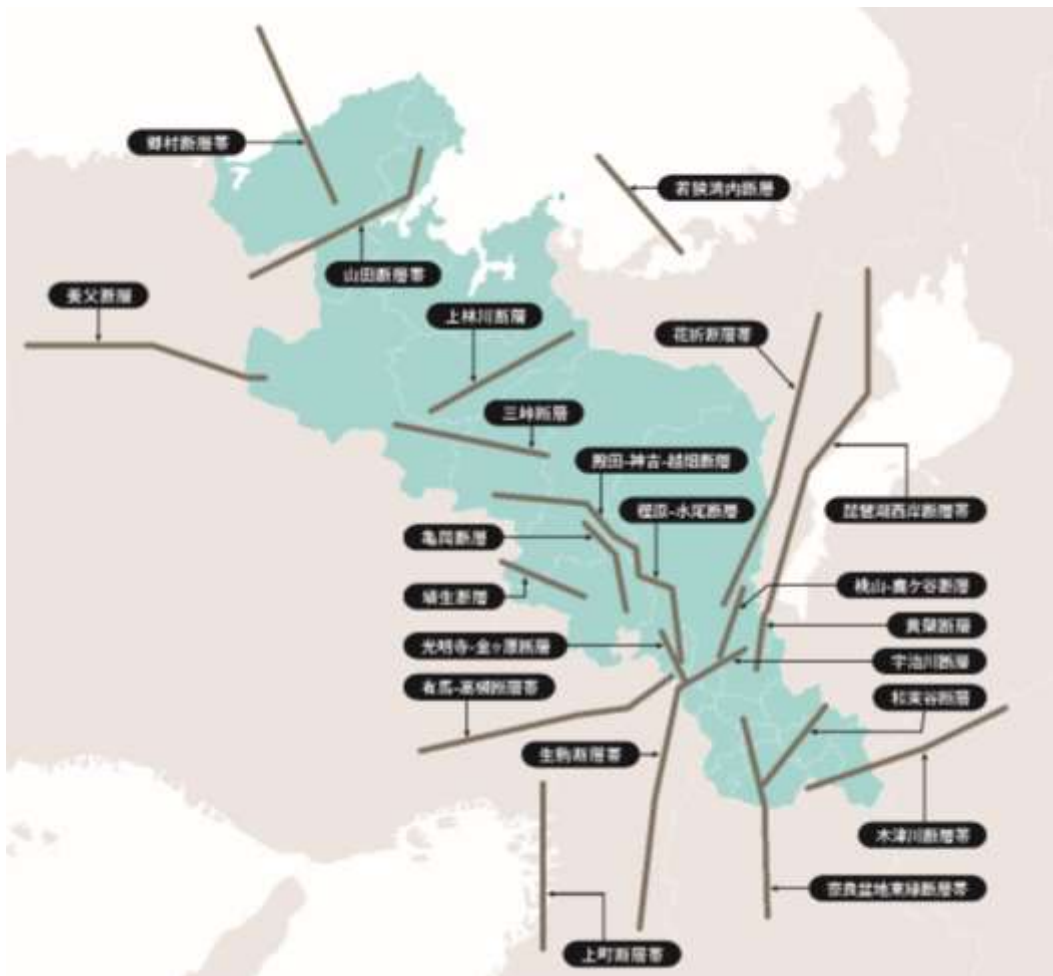 郷村断層帯
若狭湾内断層
山田断層帯
養父断層
上林川断層
花折断層帯
三峠断層
殿田-神吉-越畑断層
樫原-水尾断層
琵琶湖西岸断層帯
亀岡断層
埴生断層
桃山-鹿ケ谷断層
黄檗断層
光明寺-金ヶ原断層
宇治川断層
有馬-高槻断層帯
和束谷断層
生駒断層帯
木津川断層帯
奈良盆地東縁断層帯
上町断層帯